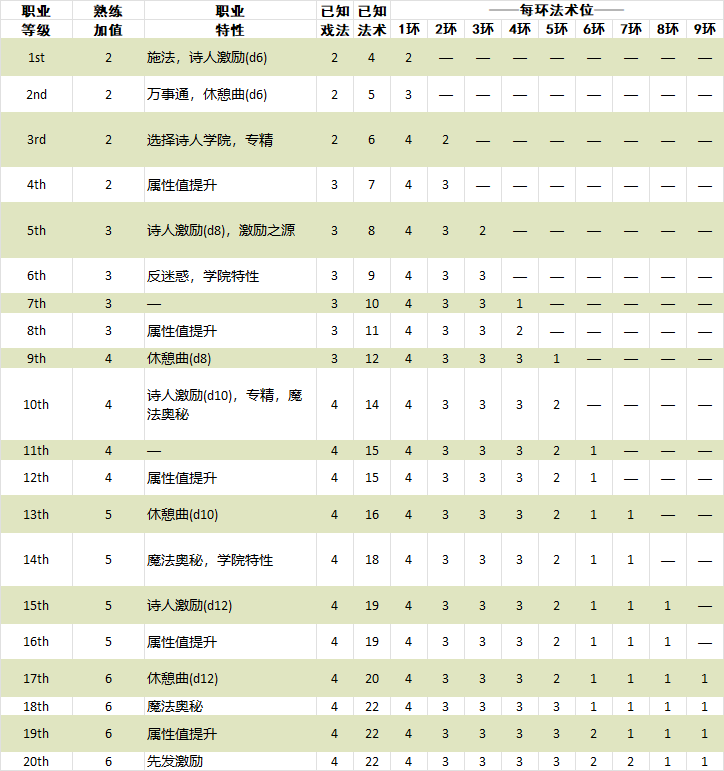 职业 熟练 职业 已知 已知 ——每环法术位——
等级 加值 特性 戏法 法术 1环 2环 3环 4环 5环 6环 7环 8环 9环
1st 2 施法，诗人激励(d6) 2 4 2 — — — — — — — —
2nd 2 万事通，休憩曲(d6) 2 5 3 — — — — — — — —
3rd 2 选择诗人学院，专精 2 6 4 2 — — — — — — —
4th 2 属性值提升 3 7 4 3 — — — — — — —
5th 3 诗人激励(d8)，激励之源 3 8 4 3 2 — — — — — —
6th 3 反迷惑，学院特性 3 9 4 3 3 — — — — — —
7th 3 — 3 10 4 3 3 1 — — — — —
8th 3 属性值提升 3 11 4 3 3 2 — — — — —
9th 4 休憩曲(d8) 3 12 4 3 3 3 1 — — — —
10th 4 诗人激励(d10)，专精，魔 4 14 4 3 3 3 2 — — — —
法奥秘
11th 4 — 4 15 4 3 3 3 2 1 — — —
12th 4 属性值提升 4 15 4 3 3 3 2 1 — — —
13th 5 休憩曲(d10) 4 16 4 3 3 3 2 1 1 — —
14th 5 魔法奥秘，学院特性 4 18 4 3 3 3 2 1 1 — —
15th 5 诗人激励(d12) 4 19 4 3 3 3 2 1 1 1 —
16th 5 属性值提升 4 19 4 3 3 3 2 1 1 1 —
17th 6 休憩曲(d12) 4 20 4 3 3 3 2 1 1 1 1
18th 6 魔法奥秘 4 22 4 3 3 3 3 1 1 1 1
19th 6 属性值提升 4 22 4 3 3 3 3 2 1 1 1
20th 6 先发激励 4 22 4 3 3 3 3 2 2 1 1